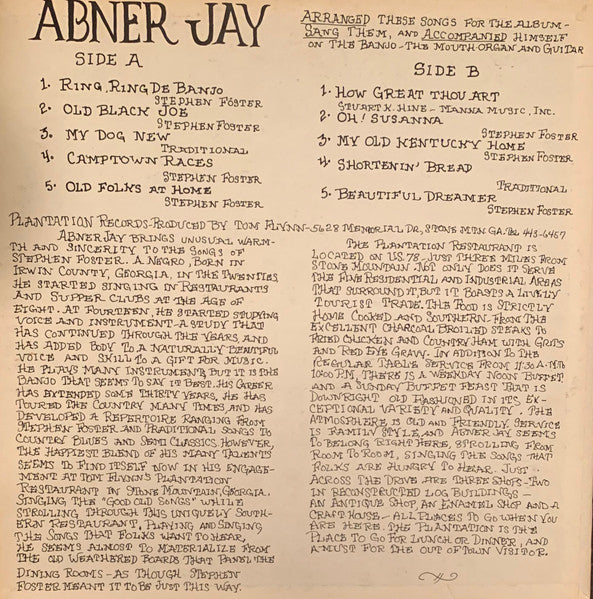 ABNER JAY
ARRANGED THESE SONGS FOR THE ALBUM -
SANG THEM, AND ACCOMPANIED HIMSELF
ON THE BANJO - THE MOUTH-ORGAN AND GUITAR
SIDE A
1. RING, RING DE BANJO
STEPHEN FOSTER
2. OLD BLACK JOE
STEPHEN FOSTER
3. MY DOG NEW
TRADITIONAL
4. CAMPTOWN RACES
STEPHEN FOSTER
5. OLD FOLKS AT HOME
STEPHEN FOSTER
SIDE B
1. HOW GREAT THOU ART
STUART K. HINE - MANNA MUSIC, INC.
2. OH! SUSANNA
STEPHEN FOSTER
3. MY OLD KENTUCKY HOME
STEPHEN FOSTER
4. SHORTENIN' BREAD
TRADITIONAL
5. BEAUTIFUL DREAMER
STEPHEN FOSTER
PLANTATION RECORDS-PRODUCED BY TOM FLYNN-5628 MEMORIAL DR., STONE MTN. GA. TEL. 443-6457
ABNER JAY BRINGS UNUSUAL WARM-
TH AND SINCERITY TO THE SONGS OF
STEPHEN FOSTER. A NEGRO, BORN IN
IRWIN COUNTY, GEORGIA, IN THE TWENTIES,
HE STARTED SINGING IN RESTAURANTS
AND SUPPER CLUBS AT THE AGE OF
EIGHT. AT FOURTEEN, HE STARTED STUDYING
VOICE AND INSTRUMENT-A STUDY THAT
HAS CONTINUED THROUGH THE YEARS, AND
HAS ADDED BODY TO A NATURALLY BEAUTIFUL
VOICE AND SKILL TO A GIFT FOR MUSIC.
HE PLAYS MANY INSTRUMENTS, BUT IT IS THE
BANJO THAT SEEMS TO SAY IT BEST. HIS CAREER
HAS EXTENDED SOME THIRTY YEARS. HE HAS
TOURED THE COUNTRY MANY TIMES, AND HAS
DEVELOPED A REPERTOIRE RANGING FROM
STEPHEN FOSTER AND TRADITIONAL SONGS TO
COUNTRY BLUES AND SEMI CLASSICS. HOWEVER,
THE HAPPIEST BLEND OF HIS MANY TALENTS
SEEMS TO FIND ITSELF NOW IN HIS ENGAGE-
MENT AT TOM FLYNN'S PLANTATION
RESTAURANT IN STONE MOUNTAIN, GEORGIA.
SINGING THE "GOOD OLD SONGS" WHILE
STROLLING THROUGH THIS UNIQUELY SOUTH-
ERN RESTAURANT, PLAYING AND SINGING
THE SONGS THAT FOLKS WANT TO HEAR,
HE SEEMS ALMOST TO MATERIALIZE FROM
THE OLD WEATHERED BOARDS THAT PANEL THE
DINING ROOMS - AS THOUGH STEPHEN
FOSTER MEANT IT TO BE JUST THIS WAY.
THE PLANTATION RESTAURANT IS
LOCATED ON U.S. 78 - JUST THREE MILES FROM
STONE MOUNTAIN. NOT ONLY DOES IT SERVE
THE FINE RESIDENTIAL AND INDUSTRIAL AREAS
THAT SURROUND IT, BUT IT BOASTS A LIVELY
TOURIST TRADE. THE FOOD IS STRICTLY
HOME COOKED AND SOUTHERN. FROM THE
EXCELLENT CHARCOAL BROILED STEAKS TO
FRIED CHICKEN AND COUNTRY HAM WITH GRITS
AND RED EYE GRAVY. IN ADDITION TO THE
REGULAR TABLE SERVICE FROM 11:30 A.M. TO
10:00 P.M., THERE IS A WEEKDAY NOON BUFFET
AND A SUNDAY BUFFET FEAST THAT IS
DOWNRIGHT OLD FASHIONED IN ITS EX-
CEPTIONAL VARIETY AND QUALITY. THE
ATMOSPHERE IS OLD AND FRIENDLY, SERVICE
IS FAMILY STYLE, AND ABNER JAY SEEMS
TO BELONG RIGHT HERE, STROLLING FROM
ROOM TO ROOM, SINGING THE SONGS THAT
FOLKS ARE HUNGRY TO HEAR. JUST
ACROSS THE DRIVE ARE THREE SHOPS-TWO
IN RECONSTRUCTED LOG BUILDINGS -
AN ANTIQUE SHOP, AN ENAMEL SHOP AND A
CRAFT HOUSE - ALL PLACES TO GO WHEN YOU
ARE HERE. THE PLANTATION IS THE
PLACE TO GO FOR LUNCH OR DINNER, AND
A MUST FOR THE OUT OF TOWN VISITOR.